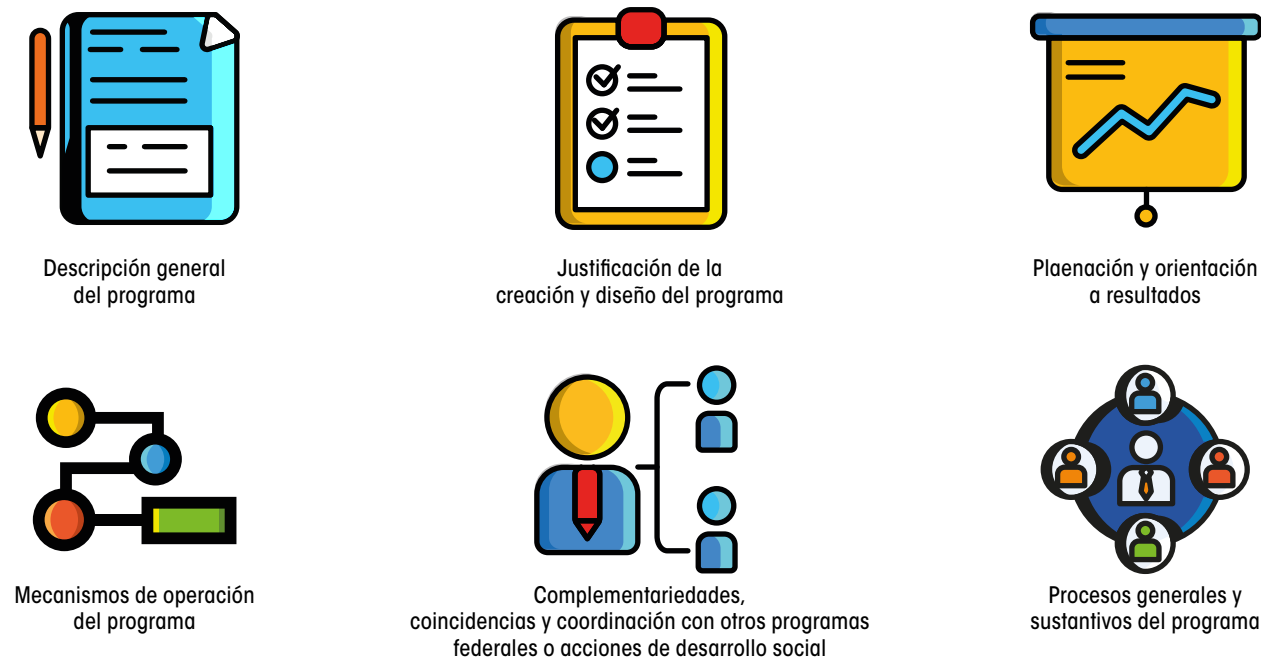 Descripción general
del programa
Justificación de la
creación y diseño del programa
Plaenación y orientación
a resultados
Mecanismos de operación
del programa
Complementariedades,
coincidencias y coordinación con otros programas
federales o acciones de desarrollo social
Procesos generales y
sustantivos del programa